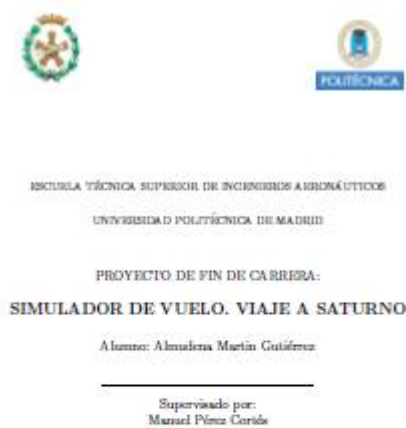 POLITÉCNICA
ESCUELA TÉCNICA SUPERIOR DE INGENIEROS AERONÁUTICOS
UNIVERSIDAD POLITÉCNICA DE MADRID
PROYECTO DE FIN DE CARRERA:
SIMULADOR DE VUELO. VIAJE A SATURNO
Alumno: Almudena Martín Gutiérrez
Supervisado por:
Manuel Pérez Cortés